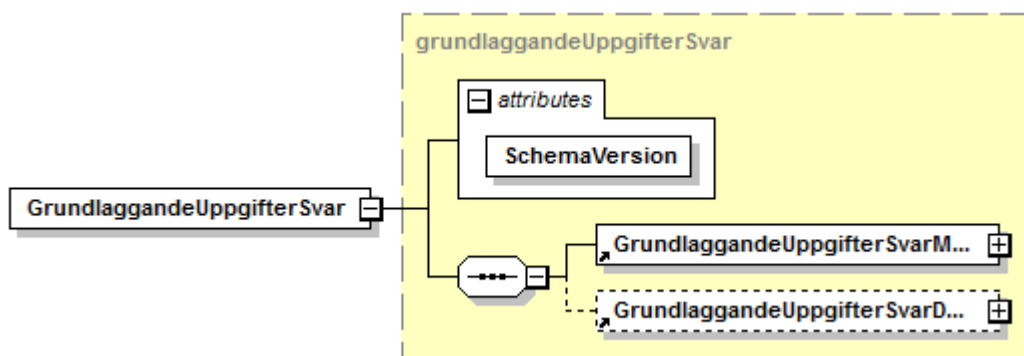 grundlaggandeUppgifterSvar
attributes
SchemaVersion
GrundlaggandeUppgifterSvar
GrundlaggandeUppgifterSvarM...
GrundlaggandeUppgifterSvarD...